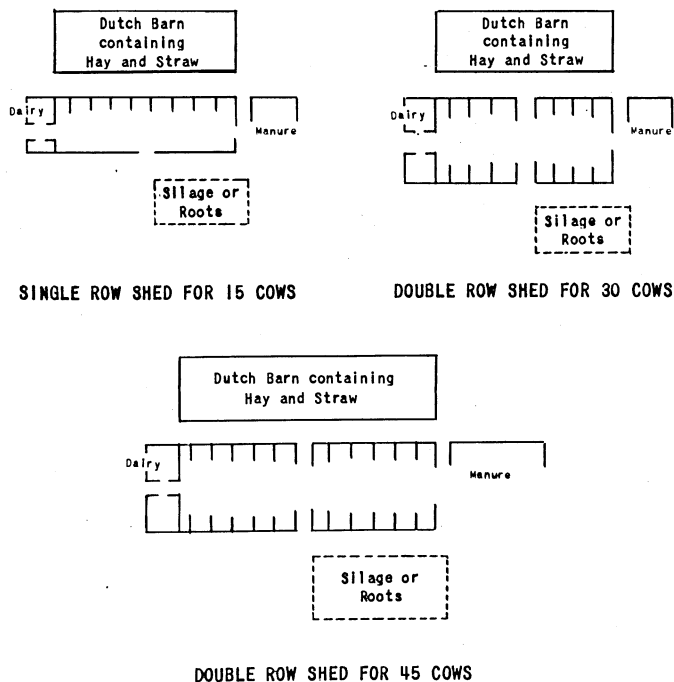 Dutch Barn
containing
Hay and Straw
Dairy
Manure
Silage or
Roots
SINGLE ROW SHED FOR 15 COWS
Dutch Barn
containing
Hay and Straw
Dairy
Manure
Silage or
Roots
DOUBLE ROW SHED FOR 30 COWS
Dutch Barn containing
Hay and Straw
Dairy
Manure
Silage or
Roots
DOUBLE ROW SHED FOR 45 COWS